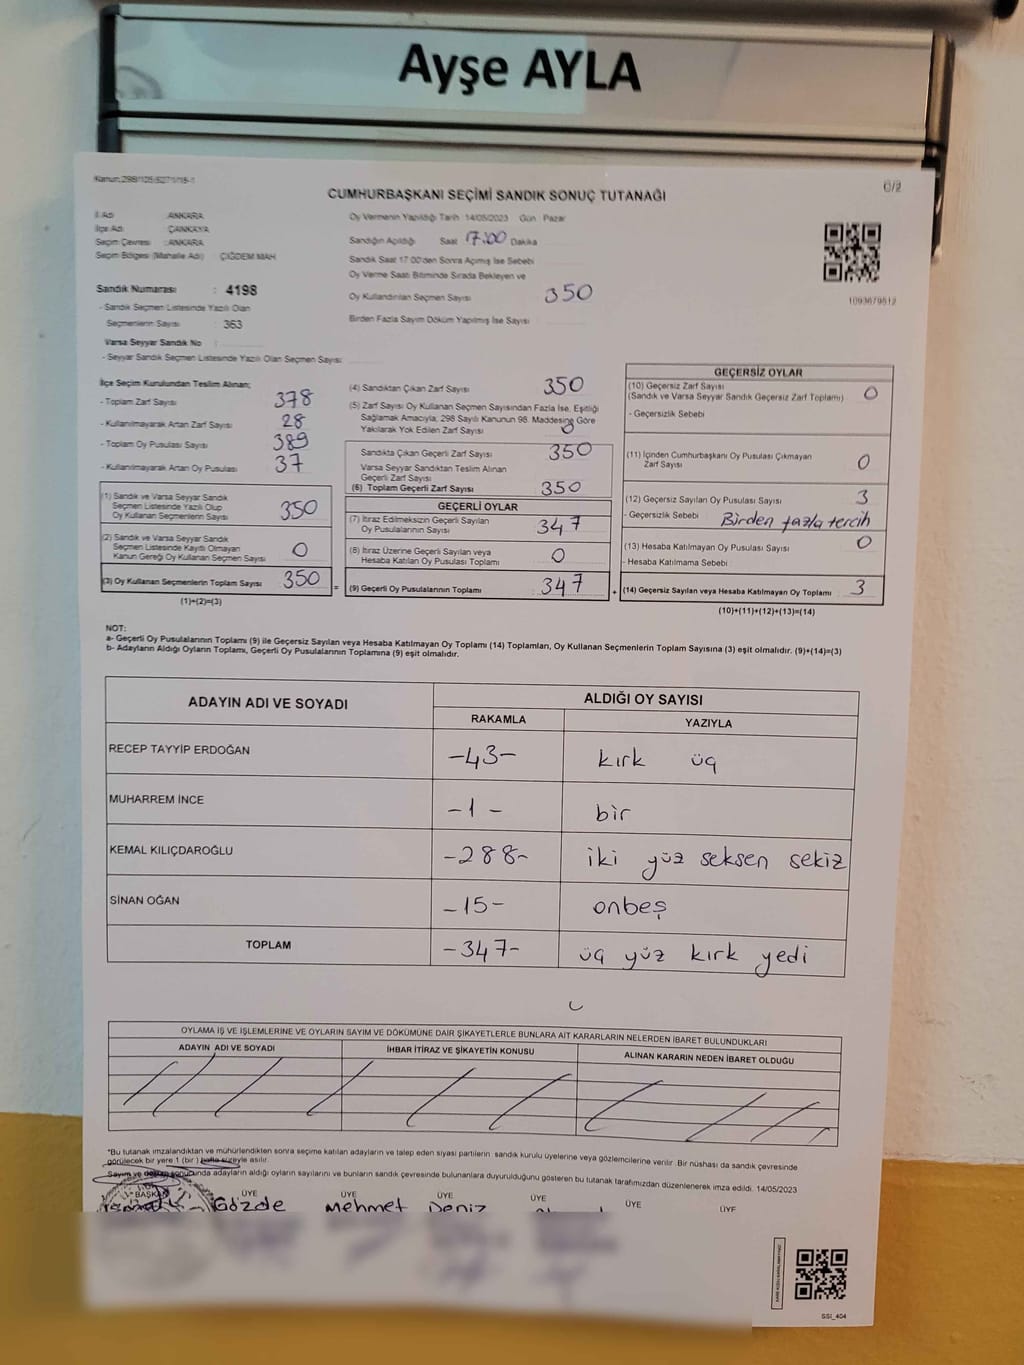 Ayşe AYLA
Kanun: 298/105/6271/18-1
C/2
CUMHURBAŞKANI SEÇİMİ SANDIK SONUÇ TUTANAĞI
İl Adı : ANKARA
İlçe Adı : ÇANKAYA
Seçim Çevresi : ANKARA
Seçim Bölgesi (Mahalle Adı) : ÇİĞDEM MAH
Sandık Numarası : 4198
- Sandık Seçmen Listesinde Yazılı Olan
Seçmenlerin Sayısı : 363
Varsa Seyyar Sandık No :
- Seyyar Sandık Seçmen Listesinde Yazılı Olan Seçmen Sayısı:
Oy Vermenin Yapıldığı Tarih : 14/05/2023 Gün : Pazar
Sandığın Açıldığı Saat 17:00 Dakika
Sandık Saat 17.00'den Sonra Açılmış İse Sebebi
Oy Verme Saati Bitiminde Sırada Bekleyen ve
Oy Kullandırılan Seçmen Sayısı 350
Birden Fazla Sayım Döküm Yapılmış İse Sayısı
1093679512
İlçe Seçim Kurulundan Teslim Alınan;
- Toplam Zarf Sayısı 378
- Kullanılmayarak Artan Zarf Sayısı 28
- Toplam Oy Pusulası Sayısı 389
- Kullanılmayarak Artan Oy Pusulası 37
(1) Sandık ve Varsa Seyyar Sandık
Seçmen Listesinde Yazılı Olup
Oy Kullanan Seçmenlerin Sayısı 350
(2) Sandık ve Varsa Seyyar Sandık
Seçmen Listesinde Kayıtlı Olmayan
Kanun Gereği Oy Kullanan Seçmen Sayısı 0
(3) Oy Kullanan Seçmenlerin Toplam Sayısı 350 =
(1)+(2)=(3)
(4) Sandıktan Çıkan Zarf Sayısı 350
(5) Zarf Sayısı Oy Kullanan Seçmen Sayısından Fazla İse, Eşitliği
Sağlamak Amacıyla; 298 Sayılı Kanunun 98. Maddesine Göre
Yakılarak Yok Edilen Zarf Sayısı 0
Sandıkta Çıkan Geçerli Zarf Sayısı 350
Varsa Seyyar Sandıktan Teslim Alınan
Geçerli Zarf Sayısı
(6) Toplam Geçerli Zarf Sayısı 350
GEÇERLİ OYLAR
(7) İtiraz Edilmeksizin Geçerli Sayılan
Oy Pusulalarının Sayısı 347
(8) İtiraz Üzerine Geçerli Sayılan veya
Hesaba Katılan Oy Pusulası Toplamı 0
(9) Geçerli Oy Pusulalarının Toplamı 347 +
GEÇERSİZ OYLAR
(10) Geçersiz Zarf Sayısı
(Sandık ve Varsa Seyyar Sandık Geçersiz Zarf Toplamı) 0
- Geçersizlik Sebebi
(11) İçinden Cumhurbaşkanı Oy Pusulası Çıkmayan
Zarf Sayısı 0
(12) Geçersiz Sayılan Oy Pusulası Sayısı 3
- Geçersizlik Sebebi Birden fazla tercih
(13) Hesaba Katılmayan Oy Pusulası Sayısı 0
- Hesaba Katılmama Sebebi
(14) Geçersiz Sayılan veya Hesaba Katılmayan Oy Toplamı 3
(10)+(11)+(12)+(13)=(14)
NOT:
a- Geçerli Oy Pusulalarının Toplamı (9) ile Geçersiz Sayılan veya Hesaba Katılmayan Oy Toplamı (14) Toplamları, Oy Kullanan Seçmenlerin Toplam Sayısına (3) eşit olmalıdır. (9)+(14)=(3)
b- Adayların Aldığı Oyların Toplamı, Geçerli Oy Pusulalarının Toplamına (9) eşit olmalıdır.
ADAYIN ADI VE SOYADI ALDIĞI OY SAYISI
RAKAMLA YAZIYLA
RECEP TAYYİP ERDOĞAN -43- kırk üç
MUHARREM İNCE -1- bir
KEMAL KILIÇDAROĞLU -288- iki yüz seksen sekiz
SİNAN OĞAN -15- onbeş
TOPLAM -347- üç yüz kırk yedi
OYLAMA İŞ VE İŞLEMLERİNE VE OYLARIN SAYIM VE DÖKÜMÜNE DAİR ŞİKAYETLERLE BUNLARA AİT KARARLARIN NELERDEN İBARET BULUNDUKLARI
ADAYIN ADI VE SOYADI İHBAR İTİRAZ VE ŞİKAYETİN KONUSU ALINAN KARARIN NEDEN İBARET OLDUĞU
*Bu tutanak imzalandıktan ve mühürlendikten sonra seçime katılan adayların ve talep eden siyasi partilerin sandık kurulu üyelerine veya gözlemcilerine verilir. Bir nüshası da sandık çevresinde
görülecek bir yere 1 (bir) hafta süreyle asılır.
Sayım ve döküm sonucunda adayların aldığı oyların sayılarını ve bunların sandık çevresinde bulunanlara duyurulduğunu gösteren bu tutanak tarafımızdan düzenlenerek imza edildi. 14/05/2023
BAŞKAN ÜYE ÜYE ÜYE ÜYE ÜYE ÜYE
Gözde Mehmet Deniz
SSİ_404